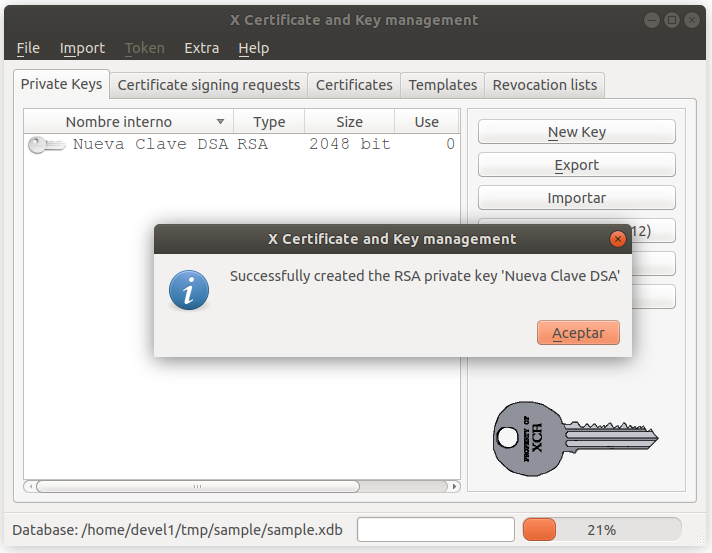 X Certificate and Key management
File Import Token Extra Help
Private Keys Certificate signing requests Certificates Templates Revocation lists
Nombre interno Type Size Use
Nueva Clave DSA RSA 2048 bit 0
New Key
Export
Importar
12)
X Certificate and Key management
Successfully created the RSA private key 'Nueva Clave DSA'
Aceptar
PROPERTY OF
XCA
Database: /home/devel1/tmp/sample/sample.xdb 21%